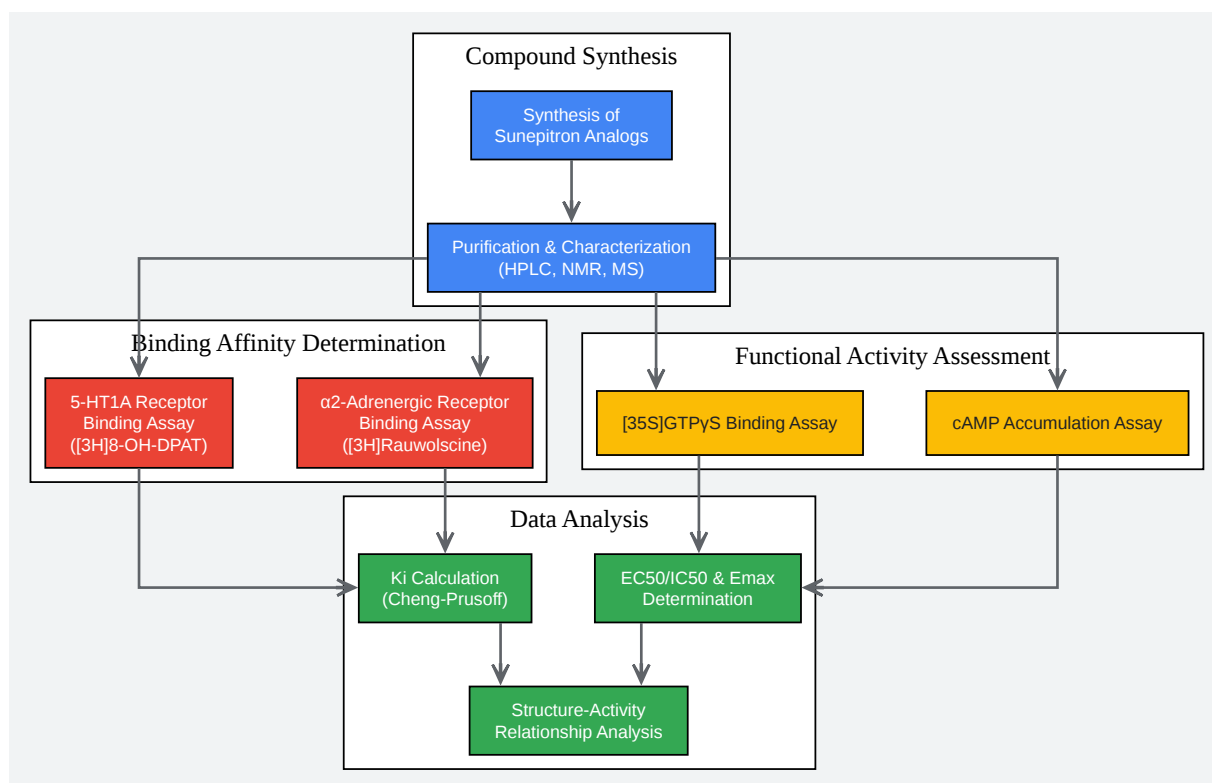 Compound Synthesis
Synthesis of
Sunepitron Analogs
Purification & Characterization
(HPLC, NMR, MS)
Binding Affinity Determination
5-HT1A Receptor
Binding Assay
([3H]8-OH-DPAT)
α2-Adrenergic Receptor
Binding Assay
([3H]Rauwolscine)
Functional Activity Assessment
[35S]GTPγS Binding Assay
cAMP Accumulation Assay
Data Analysis
Ki Calculation
(Cheng-Prusoff)
EC50/IC50 & Emax
Determination
Structure-Activity
Relationship Analysis